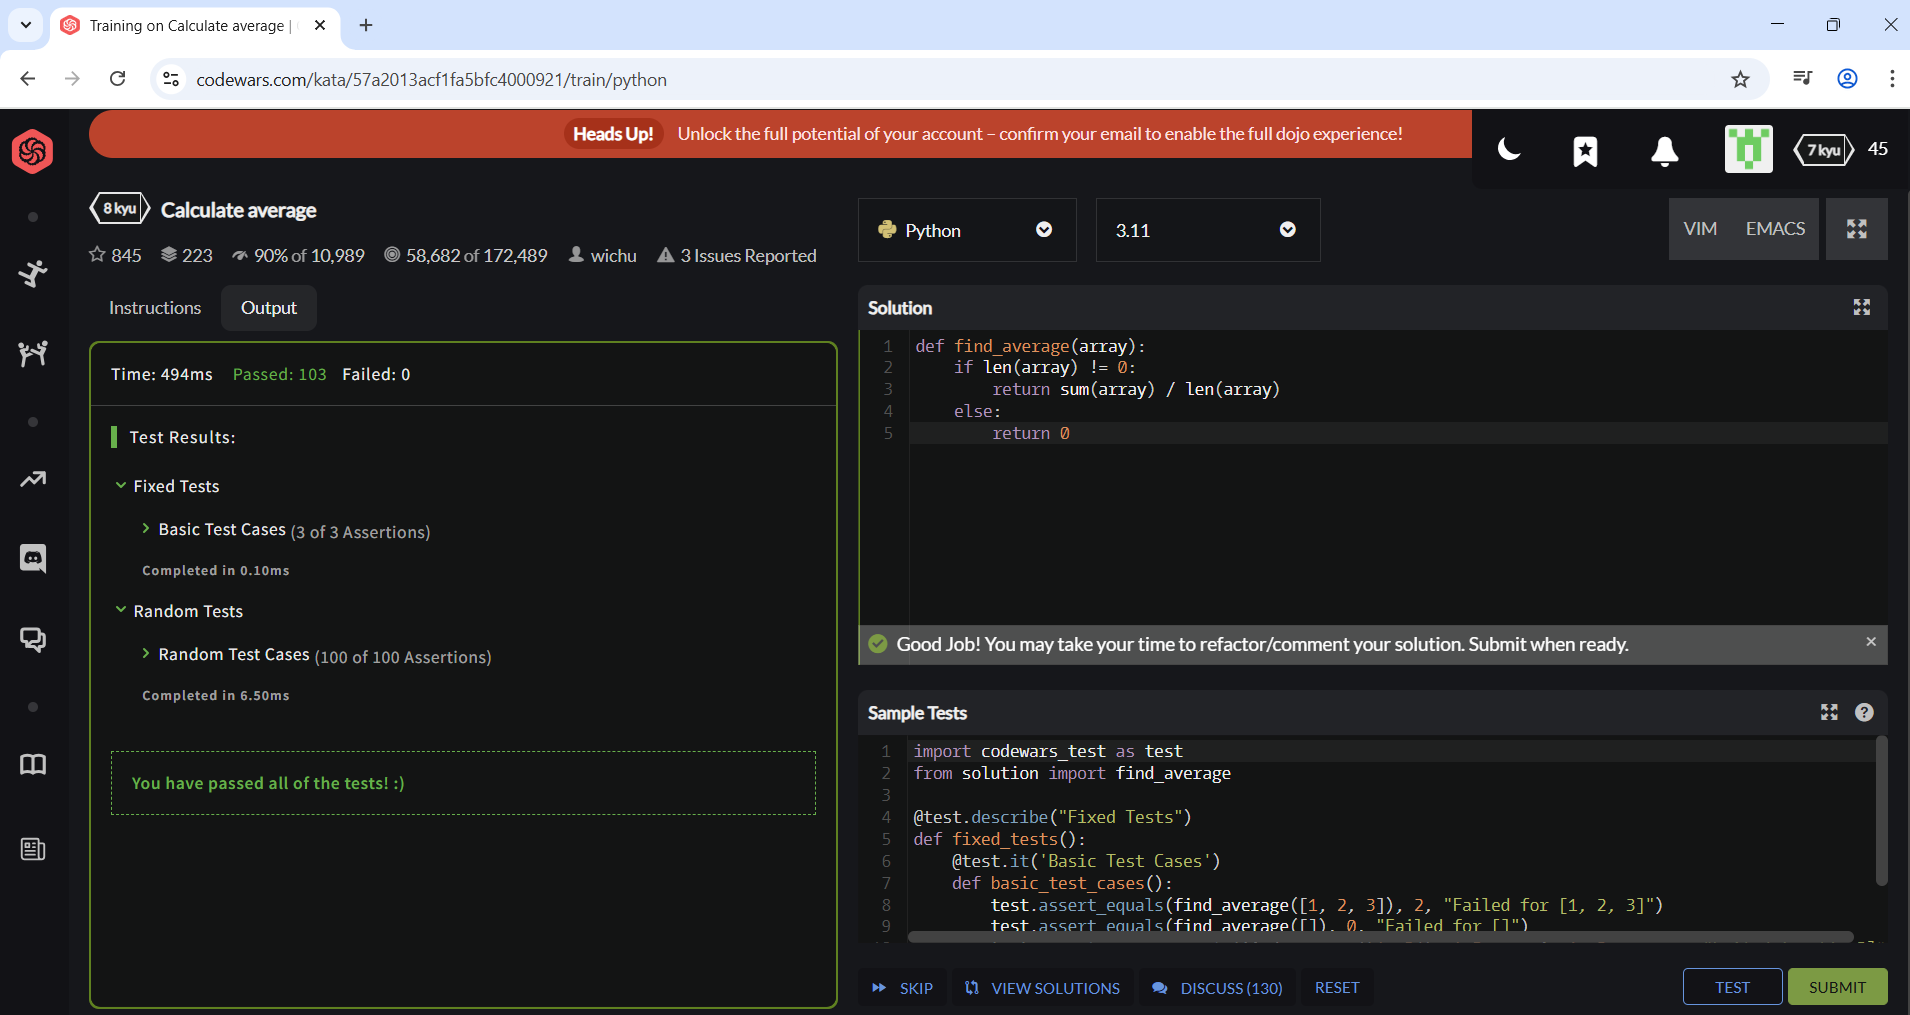 Training on Calculate average |
codewars.com/kata/57a2013acf1fa5bfc4000921/train/python
Heads Up! Unlock the full potential of your account – confirm your email to enable the full dojo experience!
7 kyu 45
8 kyu Calculate average
845 223 90% of 10,989 58,682 of 172,489 wichu 3 Issues Reported
Python 3.11 VIM EMACS
Instructions Output
Time: 494ms Passed: 103 Failed: 0
Test Results:
Fixed Tests
Basic Test Cases (3 of 3 Assertions)
Completed in 0.10ms
Random Tests
Random Test Cases (100 of 100 Assertions)
Completed in 6.50ms
You have passed all of the tests! :)
Solution
1 def find_average(array):
2     if len(array) != 0:
3         return sum(array) / len(array)
4     else:
5         return 0
Good Job! You may take your time to refactor/comment your solution. Submit when ready.
Sample Tests
1 import codewars_test as test
2 from solution import find_average
3
4 @test.describe("Fixed Tests")
5 def fixed_tests():
6     @test.it('Basic Test Cases')
7     def basic_test_cases():
8         test.assert_equals(find_average([1, 2, 3]), 2, "Failed for [1, 2, 3]")
9         test.assert_equals(find_average([]), 0, "Failed for []")
SKIP VIEW SOLUTIONS DISCUSS (130) RESET TEST SUBMIT